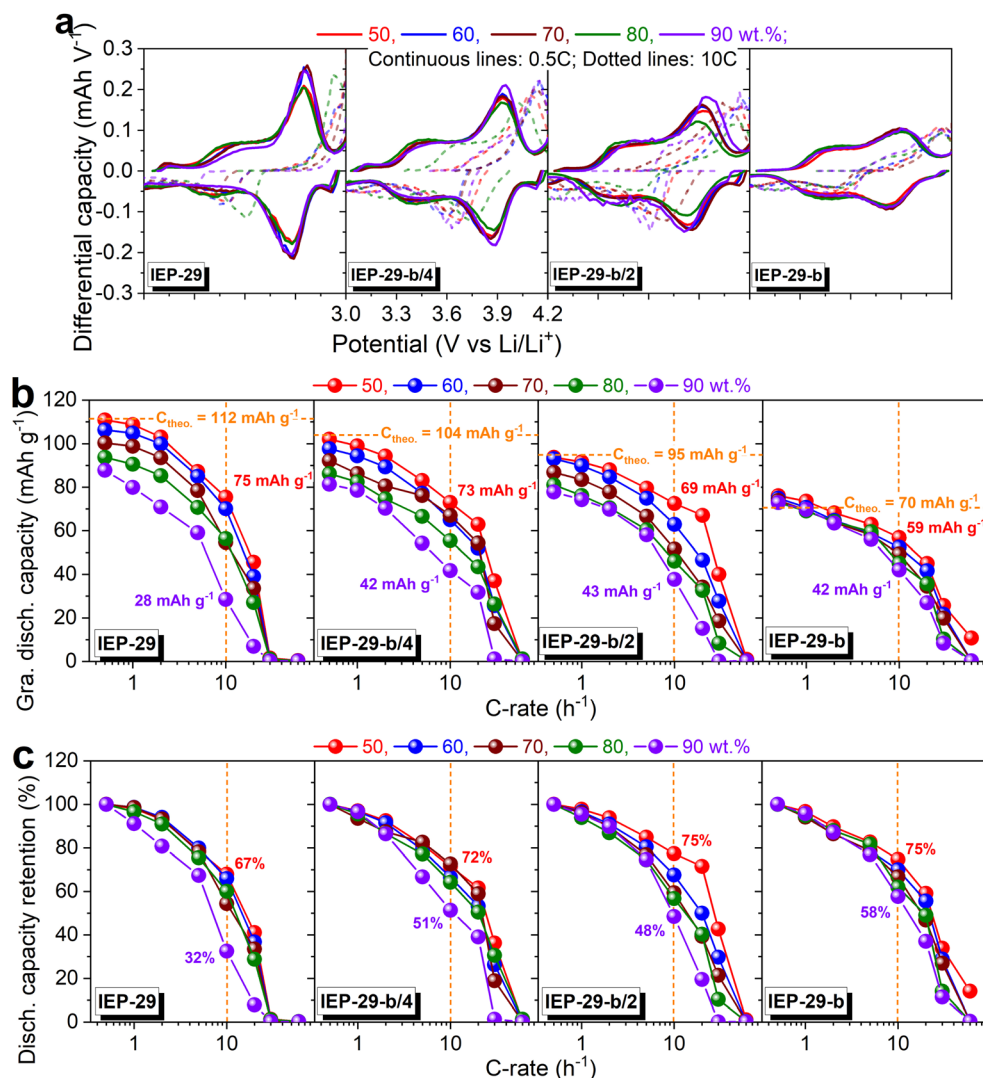 a
50, 60, 70, 80, 90 wt.%;
Continuous lines: 0.5C; Dotted lines: 10C
Differential capacity (mAh V⁻¹)
0.3
0.2
0.1
0.0
-0.1
-0.2
-0.3
IEP-29
IEP-29-b/4
IEP-29-b/2
IEP-29-b
3.0 3.3 3.6 3.9 4.2
Potential (V vs Li/Li⁺)
b
50, 60, 70, 80, 90 wt.%
Gra. disch. capacity (mAh g⁻¹)
120
100
80
60
40
20
0
C_theo. = 112 mAh g⁻¹
75 mAh g⁻¹
28 mAh g⁻¹
IEP-29
C_theo. = 104 mAh g⁻¹
73 mAh g⁻¹
42 mAh g⁻¹
IEP-29-b/4
C_theo. = 95 mAh g⁻¹
69 mAh g⁻¹
43 mAh g⁻¹
IEP-29-b/2
C_theo. = 70 mAh g⁻¹
59 mAh g⁻¹
42 mAh g⁻¹
IEP-29-b
1 10 1 10 1 10 1 10
C-rate (h⁻¹)
C-rate (h⁻¹)
c
50, 60, 70, 80, 90 wt.%
Disch. capacity retention (%)
120
100
80
60
40
20
0
67%
32%
IEP-29
72%
51%
IEP-29-b/4
75%
48%
IEP-29-b/2
75%
58%
IEP-29-b
1 10 1 10 1 10 1 10
C-rate (h⁻¹)
C-rate (h⁻¹)